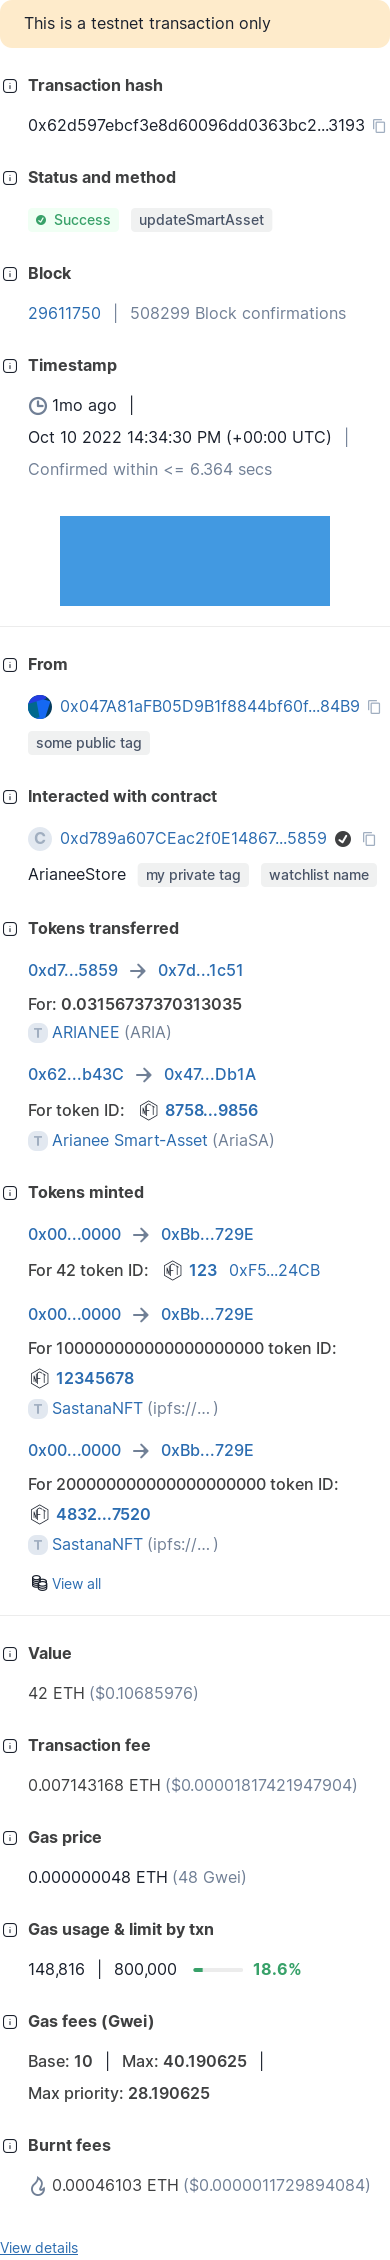 This is a testnet transaction only
Transaction hash
0x62d597ebcf3e8d60096dd0363bc2...3193
Status and method
Success updateSmartAsset
Block
29611750 | 508299 Block confirmations
Timestamp
1mo ago |
Oct 10 2022 14:34:30 PM (+00:00 UTC) |
Confirmed within <= 6.364 secs
From
0x047A81aFB05D9B1f8844bf60f...84B9
some public tag
Interacted with contract
C 0xd789a607CEac2f0E14867...5859
ArianeeStore my private tag watchlist name
Tokens transferred
0xd7...5859 → 0x7d...1c51
For: 0.03156737370313035
T ARIANEE (ARIA)
0x62...b43C → 0x47...Db1A
For token ID: NFT 8758...9856
T Arianee Smart-Asset (AriaSA)
Tokens minted
0x00...0000 → 0xBb...729E
For 42 token ID: NFT 123 0xF5...24CB
0x00...0000 → 0xBb...729E
For 100000000000000000000 token ID:
NFT 12345678
T SastanaNFT (ipfs://... )
0x00...0000 → 0xBb...729E
For 200000000000000000000 token ID:
NFT 4832...7520
T SastanaNFT (ipfs://... )
View all
Value
42 ETH ($0.10685976)
Transaction fee
0.007143168 ETH ($0.00001817421947904)
Gas price
0.000000048 ETH (48 Gwei)
Gas usage & limit by txn
148,816 | 800,000 18.6%
Gas fees (Gwei)
Base: 10 | Max: 40.190625 |
Max priority: 28.190625
Burnt fees
0.00046103 ETH ($0.0000011729894084)
View details